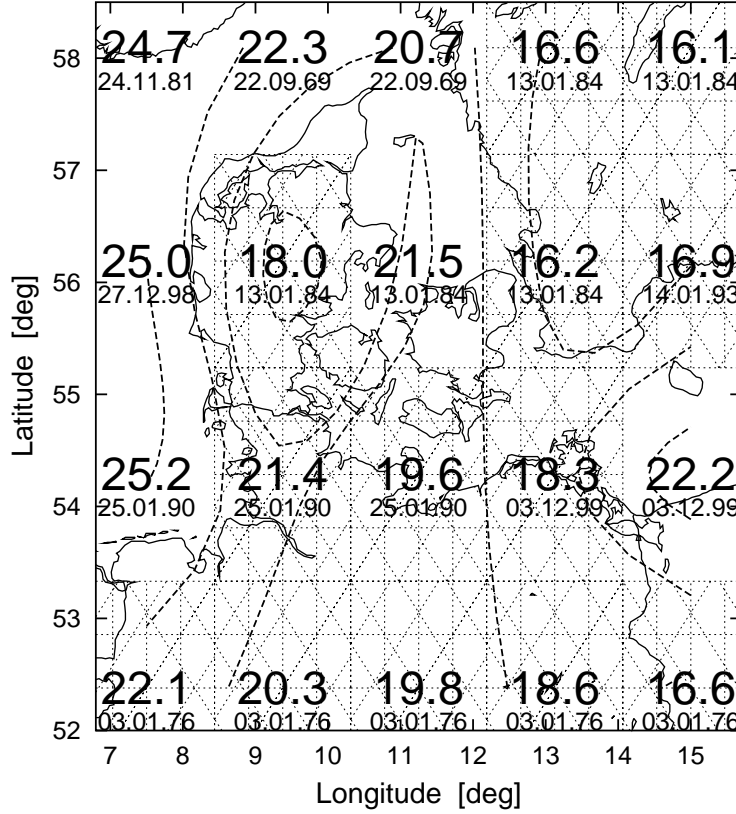 58
24.7 22.3 20.7 16.6 16.1
24.11.81 22.09.69 22.09.69 13.01.84 13.01.84
57
56
25.0 18.0 21.5 16.2 16.9
27.12.98 13.01.84 13.01.84 13.01.84 14.01.93
55
54
25.2 21.4 19.6 18.3 22.2
25.01.90 25.01.90 25.01.90 03.12.99 03.12.99
53
52
22.1 20.3 19.8 18.6 16.6
03.01.76 03.01.76 03.01.76 03.01.76 03.01.76
Latitude [deg]
7 8 9 10 11 12 13 14 15
Longitude [deg]